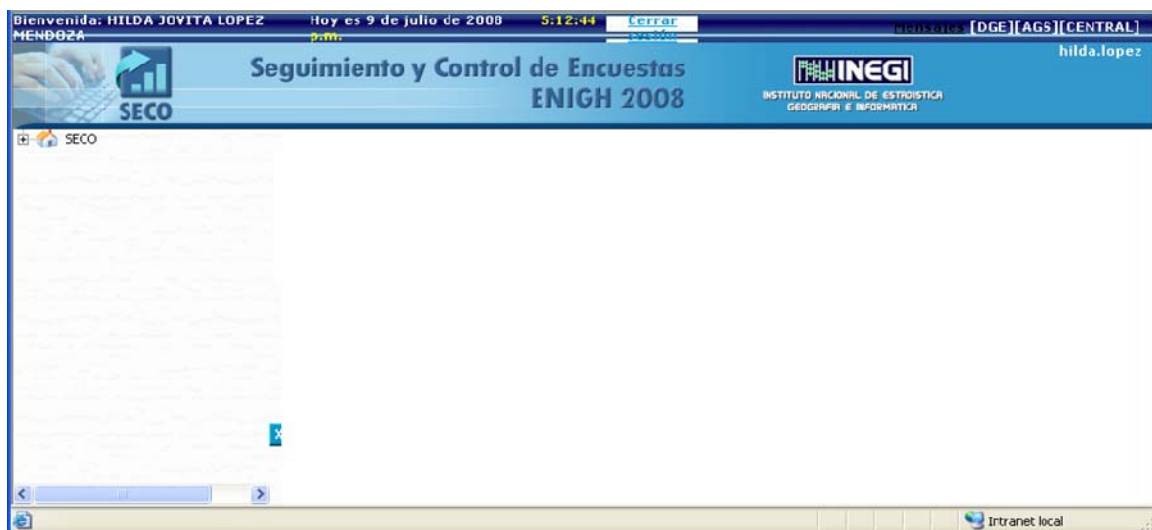 Bienvenida: HILDA JOVITA LOPEZ MENDOZA
Hoy es 9 de julio de 2008 5:12:44 p.m.
Cerrar sesión
Mensajes [DGE][AGS][CENTRAL]
hilda.lopez
SECO
Seguimiento y Control de Encuestas
ENIGH 2008
INEGI
INSTITUTO NACIONAL DE ESTADISTICA
GEOGRAFIA E INFORMATICA
SECO
X
Intranet local